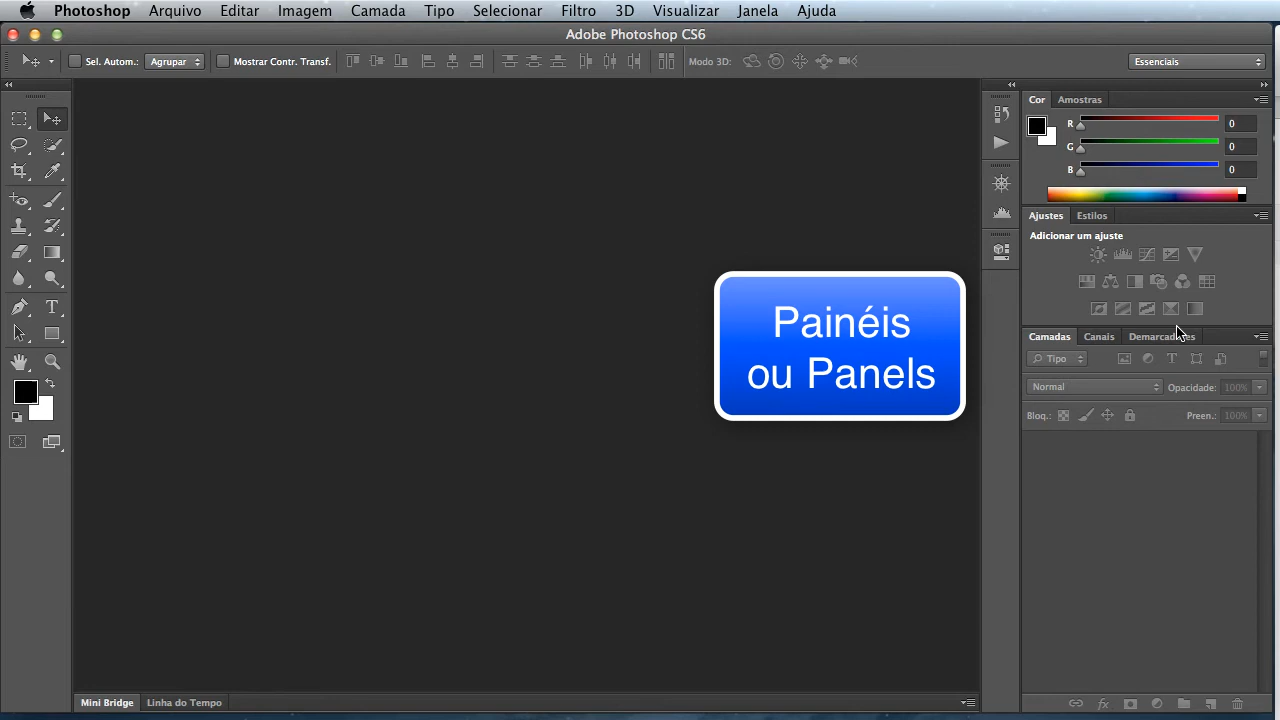 Photoshop Arquivo Editar Imagem Camada Tipo Selecionar Filtro 3D Visualizar Janela Ajuda
Adobe Photoshop CS6
Sel. Autom.: Agrupar Mostrar Contr. Transf. Modo 3D: Essenciais
Cor Amostras
R 0
G 0
B 0
Ajustes Estilos
Adicionar um ajuste
Painéis
ou Panels
Camadas Canais Demarcadores
Tipo
Normal Opacidade: 100%
Bloq.: Preen.: 100%
Mini Bridge Linha do Tempo